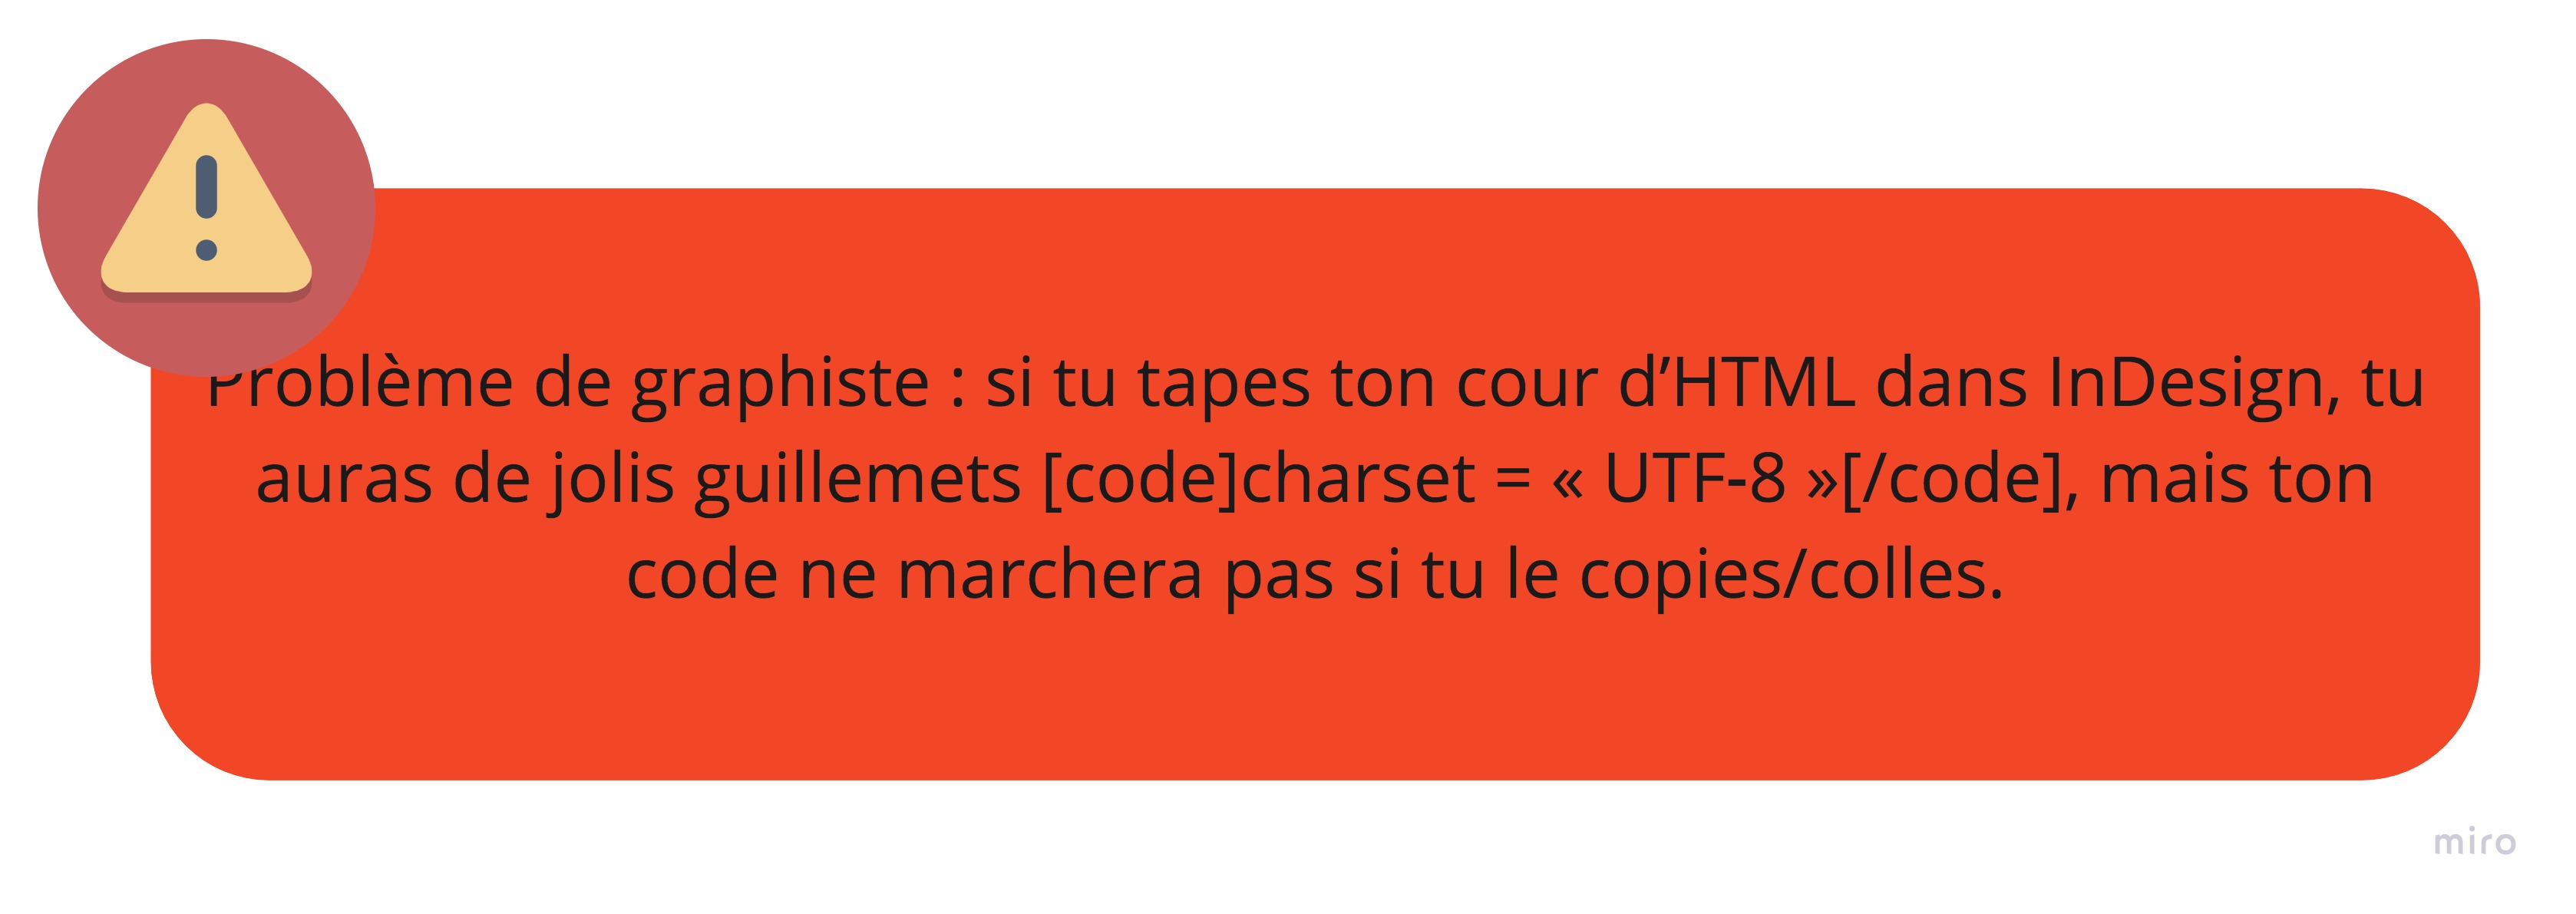 Problème de graphiste : si tu tapes ton cour d’HTML dans InDesign, tu
auras de jolis guillemets [code]charset = « UTF-8 »[/code], mais ton
code ne marchera pas si tu le copies/colles.
miro